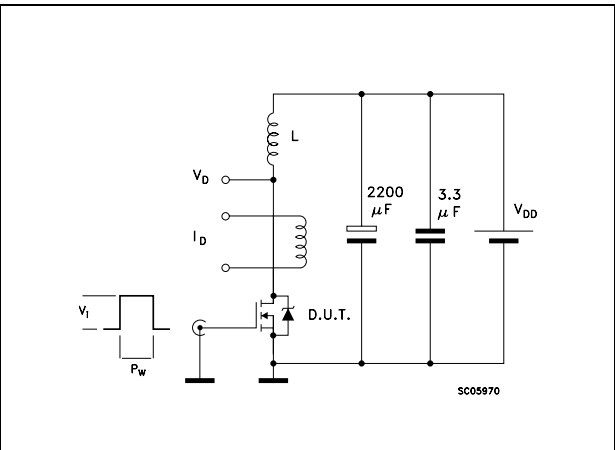 L
V_D
2200
μF
3.3
μF
V_DD
I_D
V_I
D.U.T.
P_W
SC05970